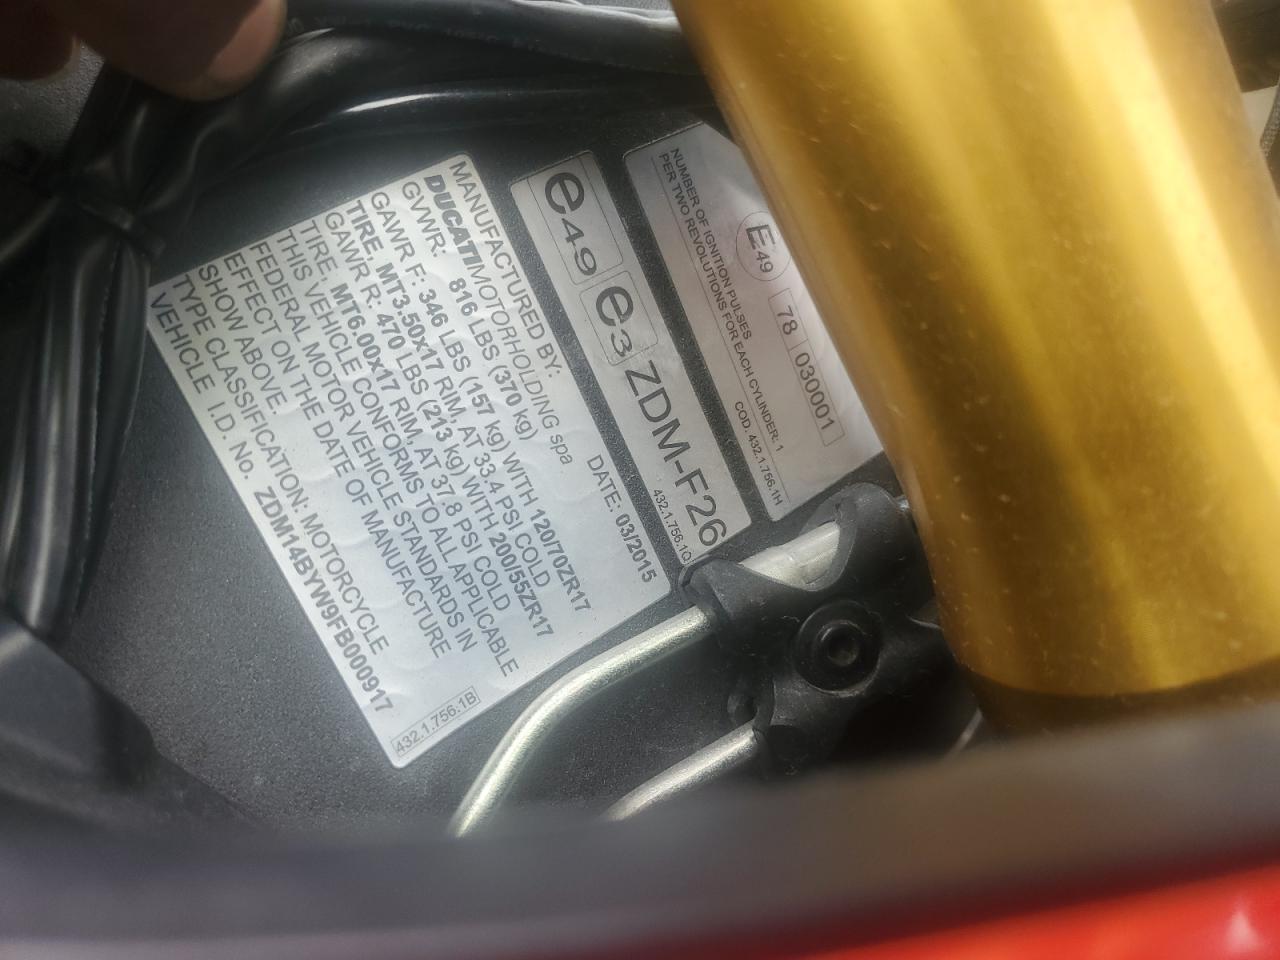 MANUFACTURED BY:
DUCATIMOTORHOLDING spa
GVWR: 816 LBS (370 kg) DATE: 03/2015
GAWR F: 346 LBS (157 kg) WITH 120/70ZR17
TIRE, MT3.50x17 RIM, AT 33.4 PSI COLD
GAWR R: 470 LBS (213 kg) WITH 200/55ZR17
TIRE, MT6.00x17 RIM, AT 37.8 PSI COLD
THIS VEHICLE CONFORMS TO ALL APPLICABLE
FEDERAL MOTOR VEHICLE STANDARDS IN
EFFECT ON THE DATE OF MANUFACTURE
SHOW ABOVE.
TYPE CLASSIFICATION: MOTORCYCLE
VEHICLE I.D. No. ZDM14BYW9FB000917
432.1.756.1B
e49 e3 ZDM-F26
432.1.756.1Q
E49 78 030001
NUMBER OF IGNITION PULSES
PER TWO REVOLUTIONS FOR EACH CYLINDER: 1
COD. 432.1.756.1H